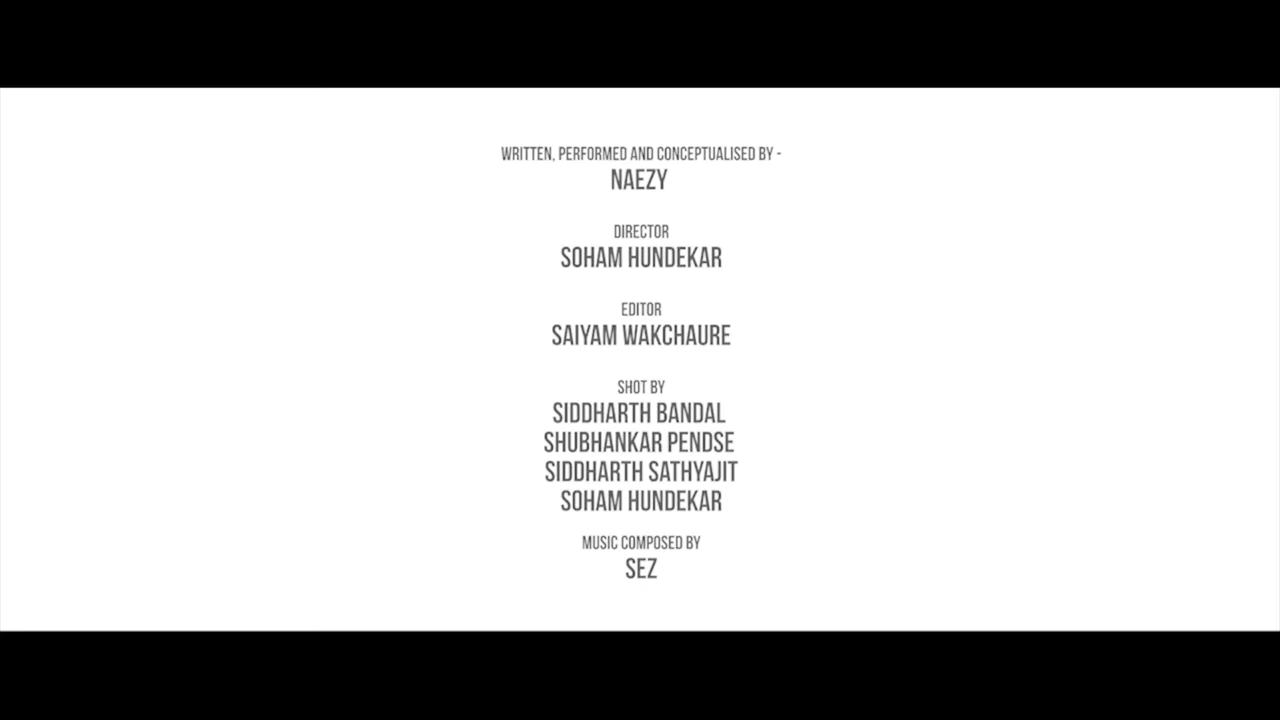 WRITTEN, PERFORMED AND CONCEPTUALISED BY -
NAEZY
DIRECTOR
SOHAM HUNDEKAR
EDITOR
SAIYAM WAKCHAURE
SHOT BY
SIDDHARTH BANDAL
SHUBHANKAR PENDSE
SIDDHARTH SATHYAJIT
SOHAM HUNDEKAR
MUSIC COMPOSED BY
SEZ